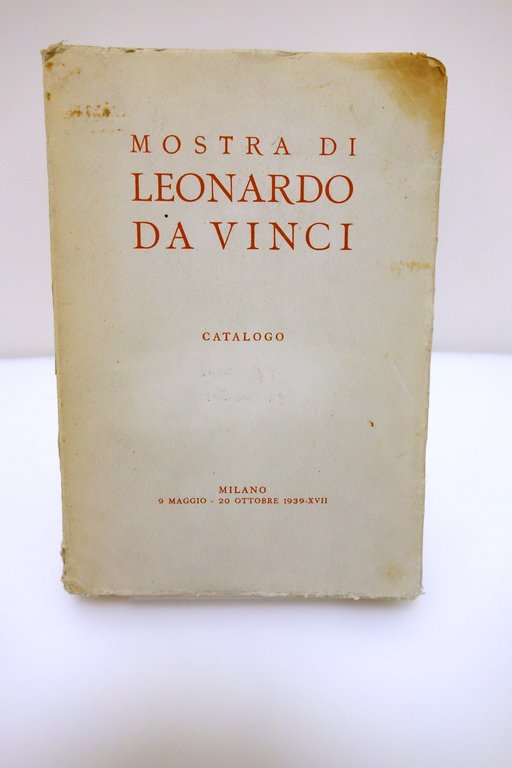 MOSTRA DI
LEONARDO
DA VINCI
CATALOGO
MILANO
9 MAGGIO - 20 OTTOBRE 1939-XVII